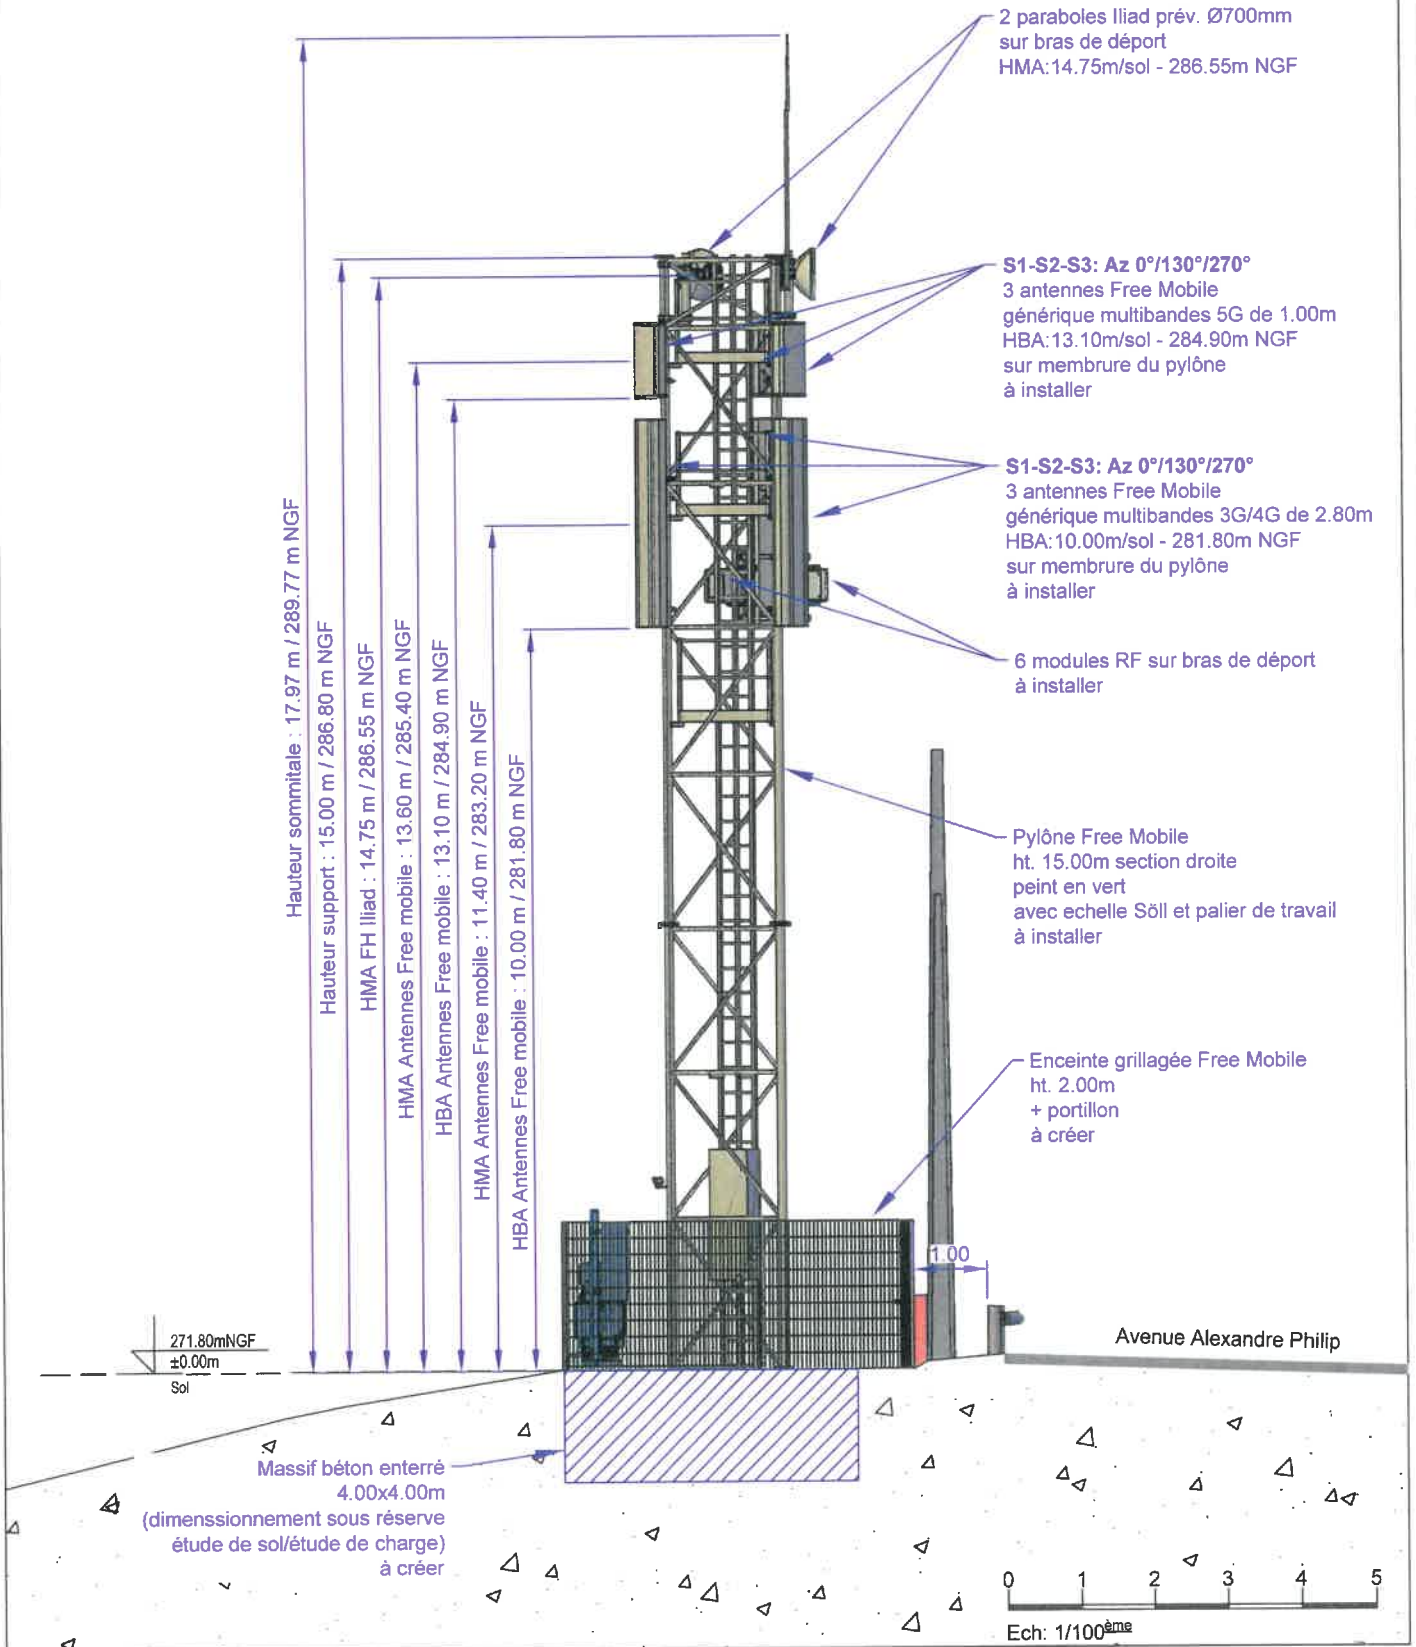 2 paraboles Iliad prév. Ø700mm
sur bras de déport
HMA:14.75m/sol - 286.55m NGF
S1-S2-S3: Az 0°/130°/270°
3 antennes Free Mobile
générique multibandes 5G de 1.00m
HBA:13.10m/sol - 284.90m NGF
sur membrure du pylône
à installer
S1-S2-S3: Az 0°/130°/270°
3 antennes Free Mobile
générique multibandes 3G/4G de 2.80m
HBA:10.00m/sol - 281.80m NGF
sur membrure du pylône
à installer
6 modules RF sur bras de déport
à installer
Pylône Free Mobile
ht. 15.00m section droite
peint en vert
avec echelle Söll et palier de travail
à installer
Enceinte grillagée Free Mobile
ht. 2.00m
+ portillon
à créer
Hauteur sommitale : 17.97 m / 289.77 m NGF
Hauteur support : 15.00 m / 286.80 m NGF
HMA FH Iliad : 14.75 m / 286.55 m NGF
HMA Antennes Free mobile : 13.60 m / 285.40 m NGF
HBA Antennes Free mobile : 13.10 m / 284.90 m NGF
HMA Antennes Free mobile : 11.40 m / 283.20 m NGF
HBA Antennes Free mobile : 10.00 m / 281.80 m NGF
1.00
271.80mNGF
±0.00m
Sol
Avenue Alexandre Philip
Massif béton enterré
4.00x4.00m
(dimenssionnement sous réserve
étude de sol/étude de charge)
à créer
0 1 2 3 4 5
Ech: 1/100ème